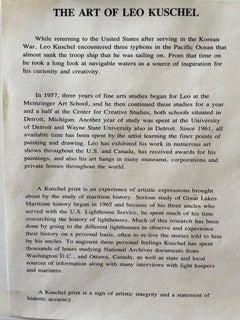 THE ART OF LEO KUSCHEL
While returning to the United States after serving in the Korean
War, Leo Kuschel encountered three typhons in the Pacific Ocean that
almost sank the troop ship that he was sailing on. From that time on
he took a long look at navigable waters as a source of inspiration for
his curiosity and creativity.
In 1957, three years of fine arts studies began for Leo at the
Meinzinger Art School, and he then continued these studies for a year
and a half at the Center for Creative Studies, both schools situated in
Detroit, Michigan. Another year of study was spent at the University
of Detroit and Wayne State University also in Detroit. Since 1961, all
available time has been spent by the artist learning the finer points of
painting and drawing. Leo has exhibited his work in numerous art
shows throughout the U.S. and Canada, has received awards for his
paintings, and also his art hangs in many museums, corporations and
private homes throughout the world.
A Kuschel print is an experience of artistic expressions brought
about by the study of maritime history. Serious study of Great Lakes
Maritime history began in 1965 and because of his three uncles who
served with the U.S. Lighthouse Service, he spent much of his time
researching the history of lighthouses. Much of this research has been
done by going to the different lighthouses to observe and experience
their history on a personal basis, often to re-live the stories told to him
by his uncles. To augment these personal feelings Kuschel has spent
thousands of hours studying National Archives documents from
Washington D.C., and Ottawa, Canada; as well as state and local
sources of information along with many interviews with light keepers
and mariners.
A Kuschel print is a sign of artistic integrity and a statement of
historic accuracy.